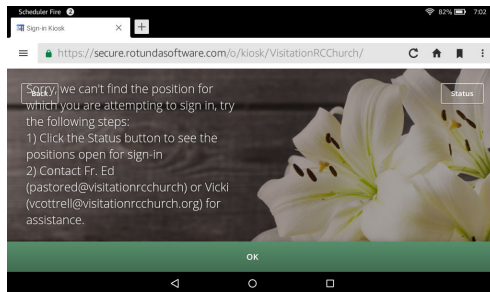 Scheduler Fire 2
82% 7:02
Sign-in Kiosk
https://secure.rotundasoftware.com/o/kiosk/VisitationRCChurch/
Back
Status
Sorry, we can't find the position for
which you are attempting to sign in, try
the following steps:
1) Click the Status button to see the
positions open for sign-in
2) Contact Fr. Ed
(pastored@visitationrcchurch) or Vicki
(vcottrell@visitationrcchurch.org) for
assistance.
OK